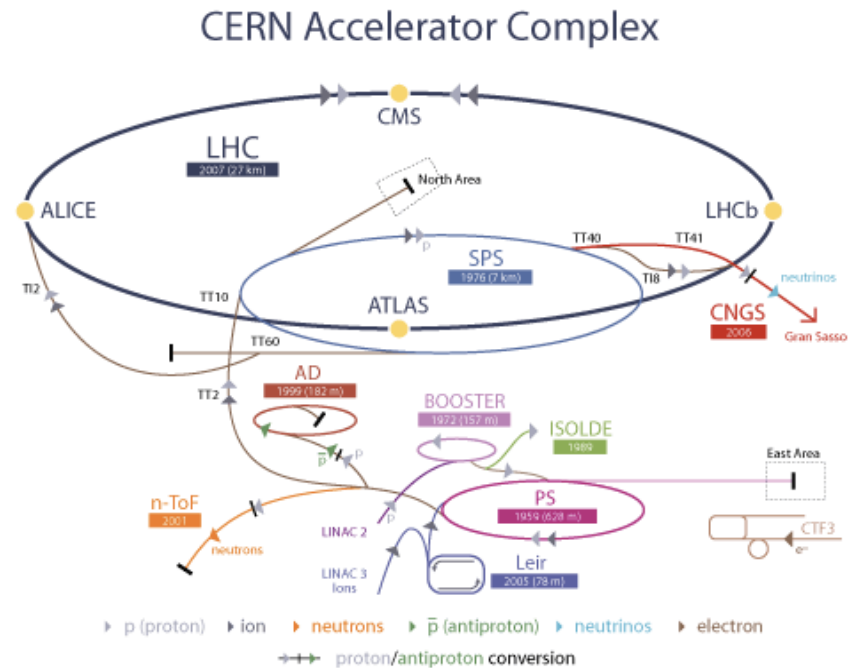 CERN Accelerator Complex
CMS
LHC
2007 (27 km)
North Area
ALICE
LHCb
TT40
TT41
p
SPS
1976 (7 km)
TI8
neutrinos
TI2
TT10
ATLAS
CNGS
2006
Gran Sasso
TT60
AD
1999 (182 m)
TT2
BOOSTER
1972 (157 m)
ISOLDE
1989
p̅
p
East Area
n-ToF
2001
PS
1959 (628 m)
p
LINAC 2
neutrons
CTF3
e⁻
LINAC 3
Ions
Leir
2005 (78 m)
p (proton)
ion
neutrons
p̅ (antiproton)
neutrinos
electron
proton/antiproton conversion